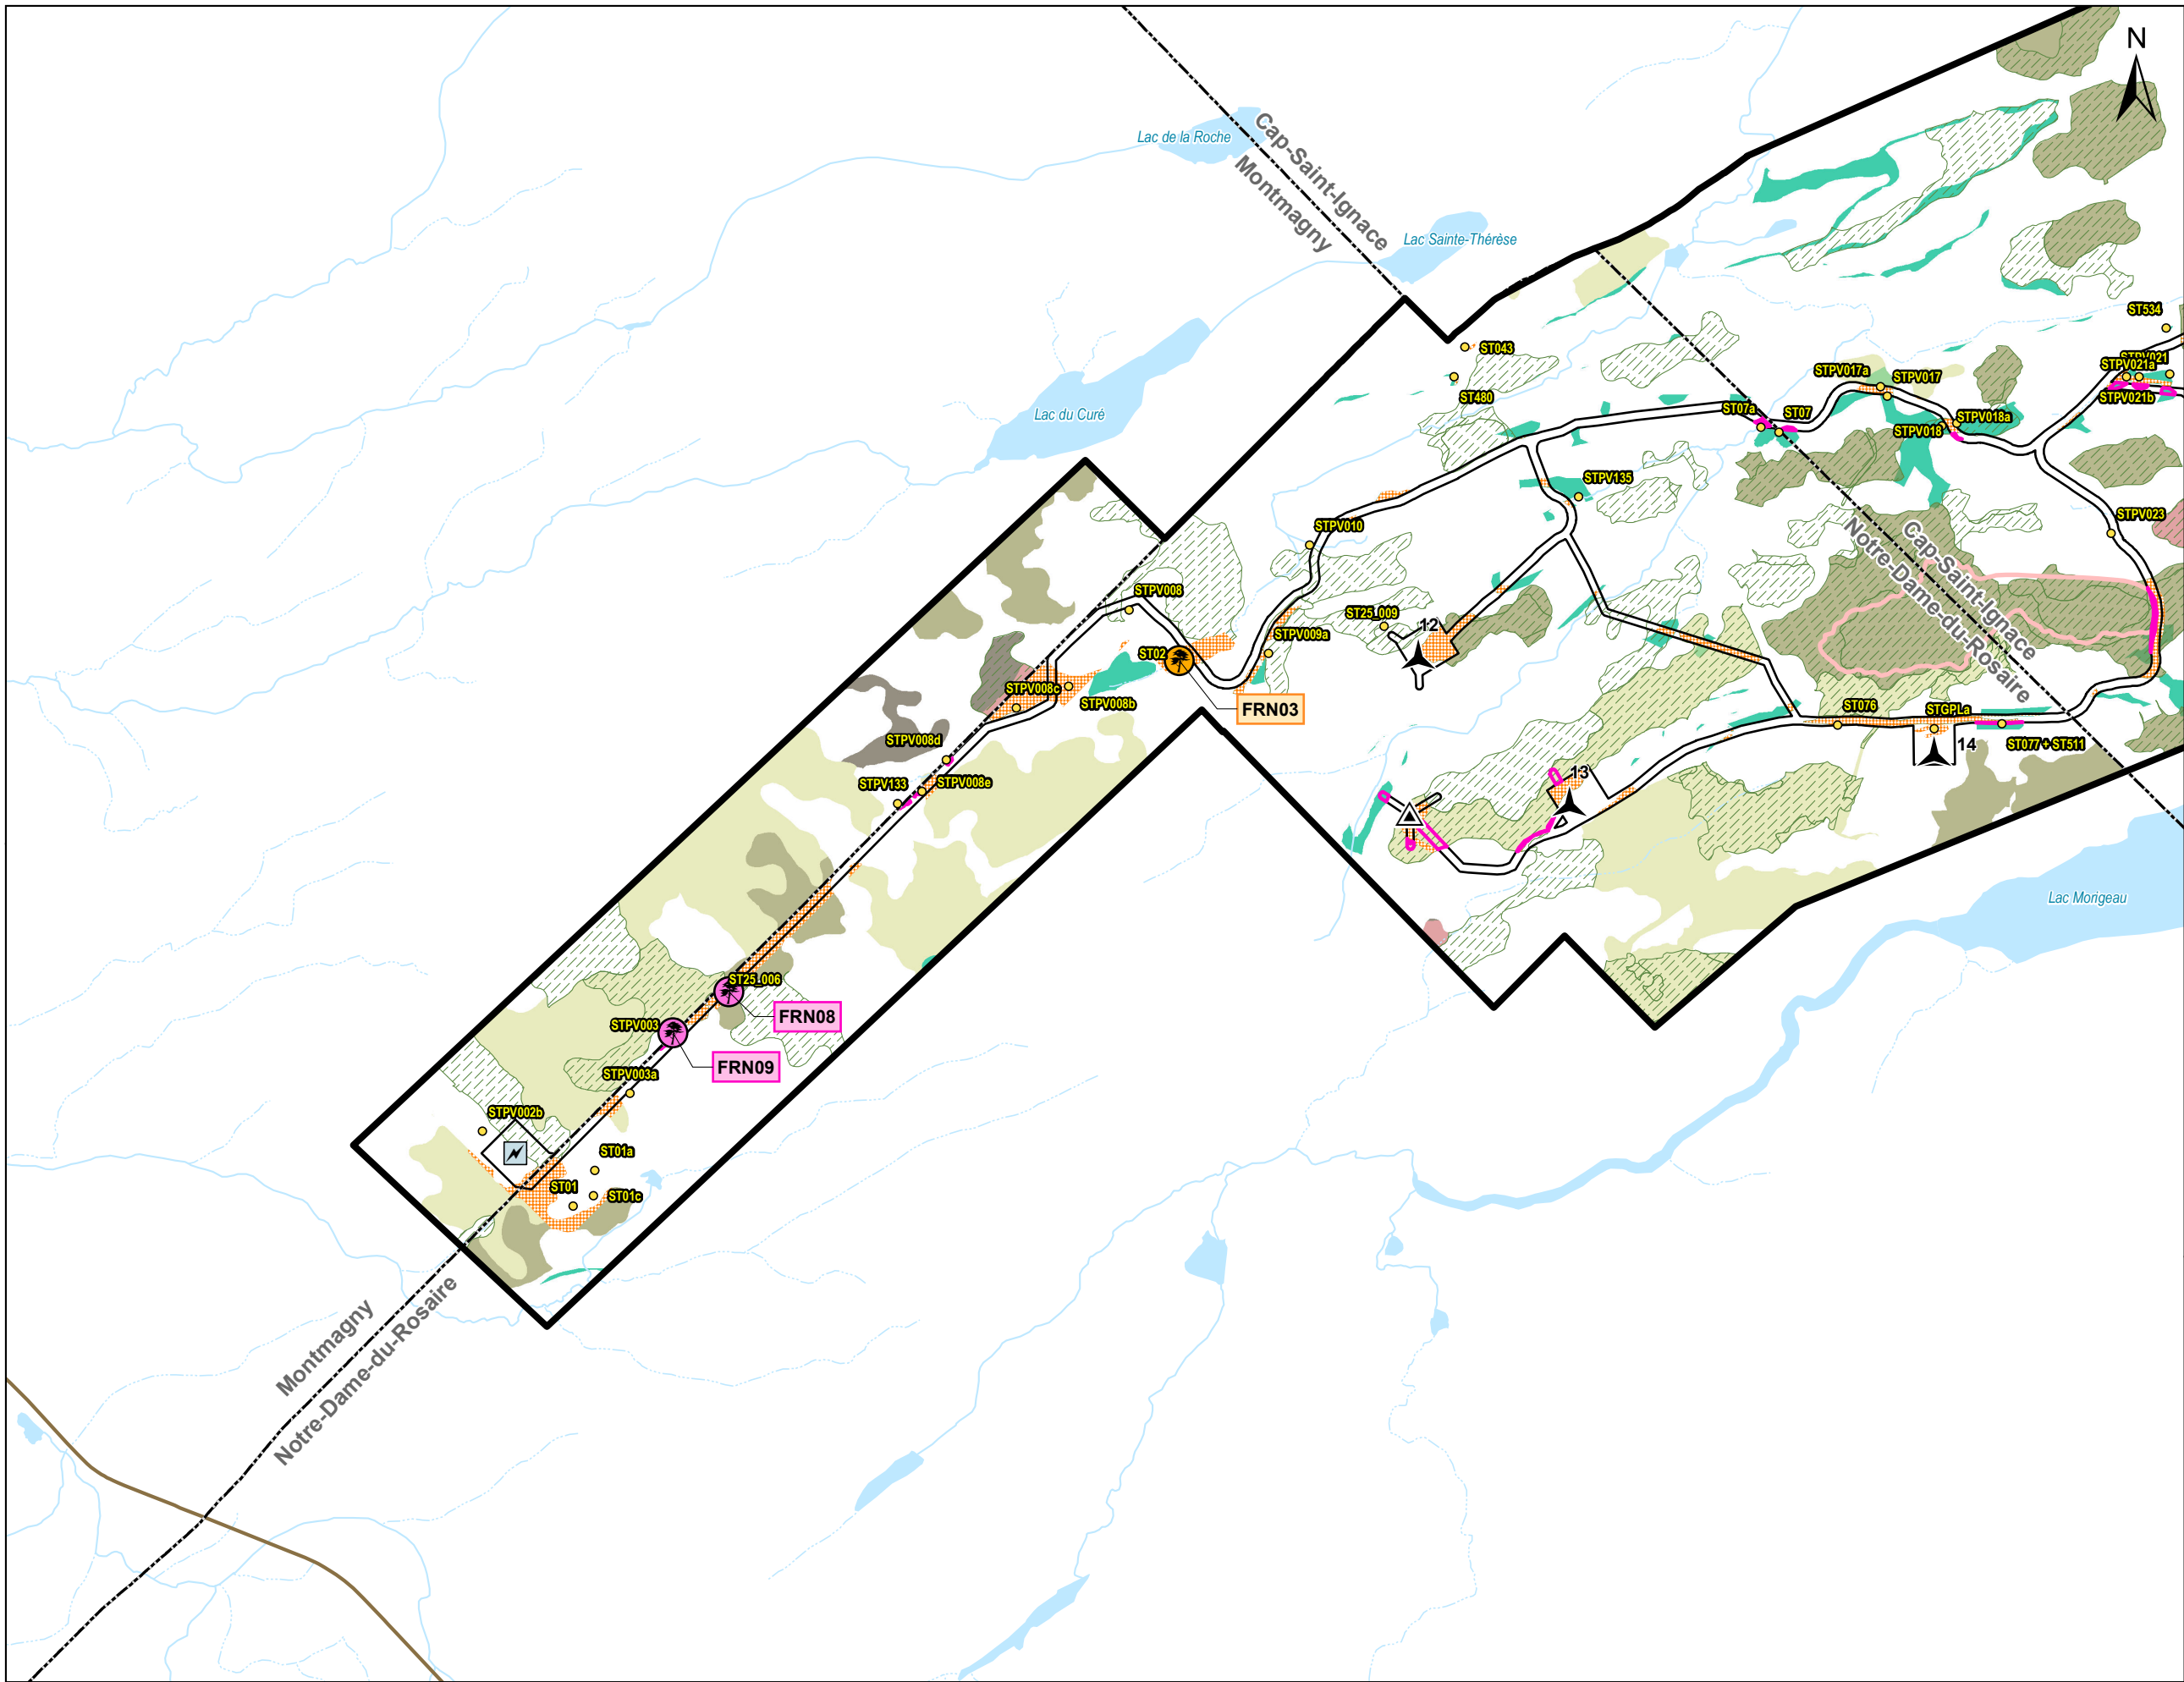 N
Lac de la Roche
Cap-Saint-Ignace
Montmagny
Lac Sainte-Thérèse
ST534
ST043
STPV021
STPV021a
STPV017a
STPV017
ST480
STPV021b
Lac du Curé
ST07a
ST07
STPV018a
STPV018
STPV135
STPV023
STPV010
Cap-Saint-Ignace
Notre-Dame-du-Rosaire
STPV008
ST25_009
12
STPV009a
ST02
STPV008c
STPV008b
FRN03
ST076
STGPLa
STPV008d
14
ST077 + ST511
13
STPV133
STPV008e
Lac Morigeau
ST25_006
FRN08
STPV003
FRN09
STPV003a
STPV002b
ST01a
ST01
ST01c
Montmagny
Notre-Dame-du-Rosaire